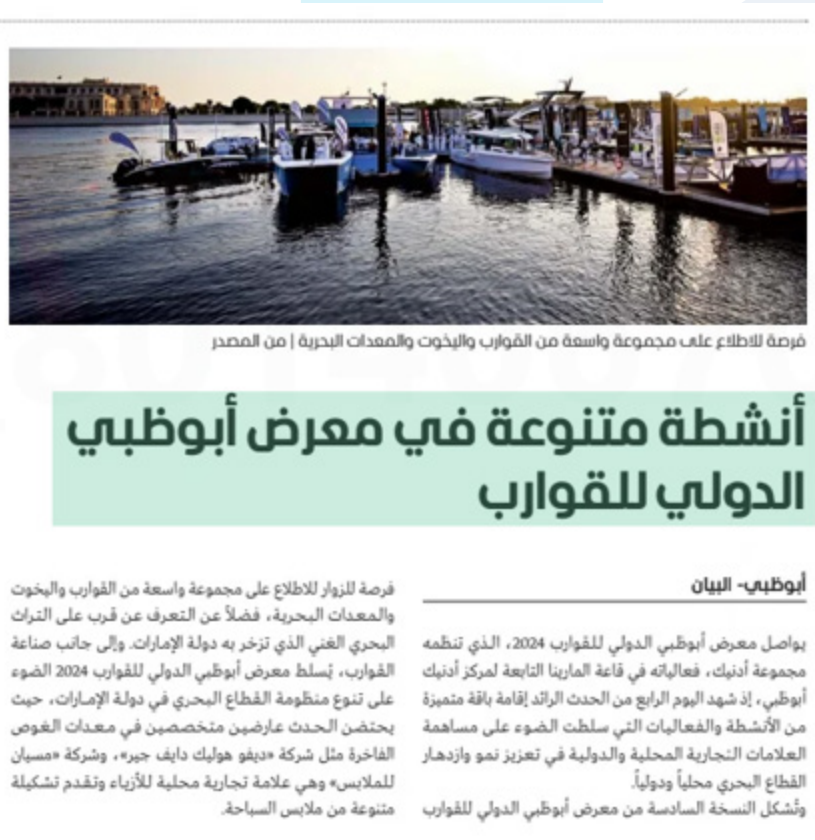 فرصة للاطلاع على مجموعة واسعة من القوارب واليخوت والمعدات البحرية | من المصدر
أنشطة متنوعة في معرض أبوظبي
الدولي للقوارب
أبوظبي- البيان
يواصل معرض أبوظبي الدولي للقوارب 2024، الذي تنظمه
مجموعة أدنيك، فعالياته في قاعة المارينا التابعة لمركز أدنيك
أبوظبي، إذ شهد اليوم الرابع من الحدث الرائد إقامة باقة متميزة
من الأنشطة والفعاليات التي سلطت الضوء على مساهمة
العلامات التجارية المحلية والدولية في تعزيز نمو وازدهار
القطاع البحري محلياً ودولياً.
وتُشكل النسخة السادسة من معرض أبوظبي الدولي للقوارب
فرصة للزوار للاطلاع على مجموعة واسعة من القوارب واليخوت
والمعدات البحرية، فضلاً عن التعرف عن قرب على التراث
البحري الغني الذي تزخر به دولة الإمارات. وإلى جانب صناعة
القوارب، يُسلط معرض أبوظبي الدولي للقوارب 2024 الضوء
على تنوع منظومة القطاع البحري في دولة الإمارات، حيث
يحتضن الحدث عارضين متخصصين في معدات الغوص
الفاخرة مثل شركة «ديفو هوليك دايف جير»، وشركة «مسيان
للملابس» وهي علامة تجارية محلية للأزياء وتقدم تشكيلة
متنوعة من ملابس السباحة.